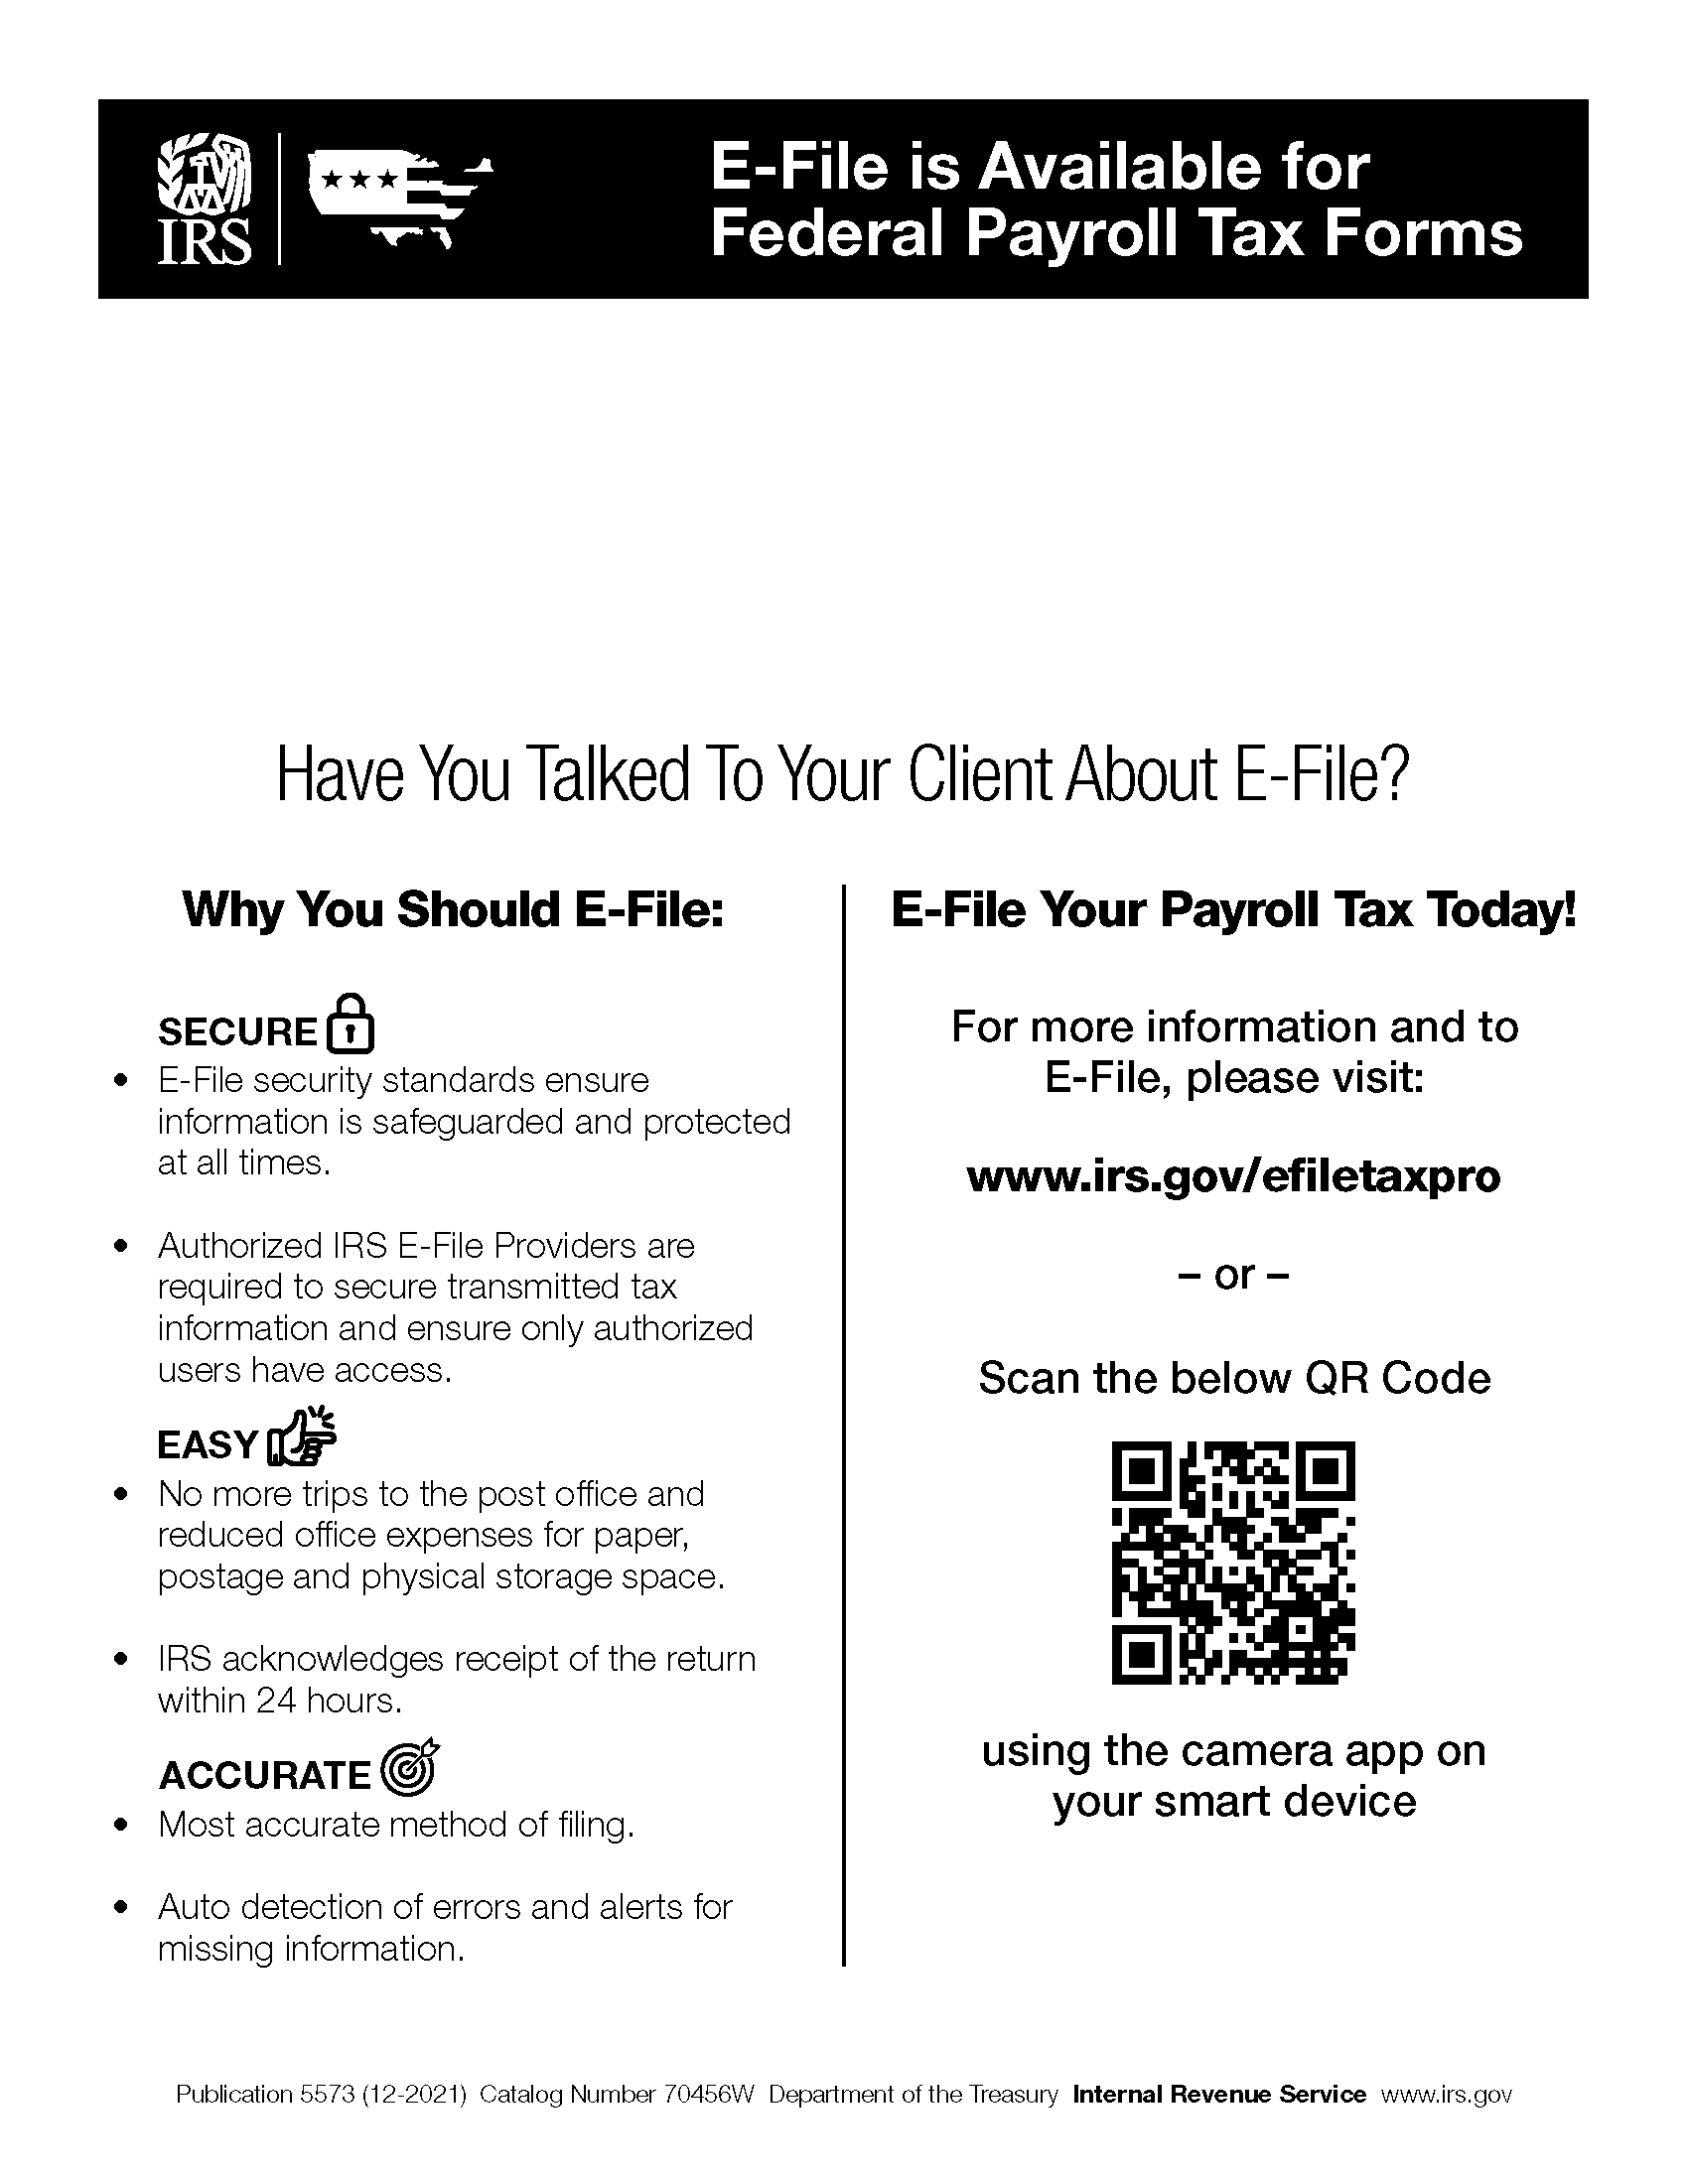 IRS
E-File is Available for
Federal Payroll Tax Forms
Have You Talked To Your Client About E-File?
Why You Should E-File:
SECURE
• E-File security standards ensure
information is safeguarded and protected
at all times.
• Authorized IRS E-File Providers are
required to secure transmitted tax
information and ensure only authorized
users have access.
EASY
• No more trips to the post office and
reduced office expenses for paper,
postage and physical storage space.
• IRS acknowledges receipt of the return
within 24 hours.
ACCURATE
• Most accurate method of filing.
• Auto detection of errors and alerts for
missing information.
E-File Your Payroll Tax Today!
For more information and to
E-File, please visit:
www.irs.gov/efiletaxpro
– or –
Scan the below QR Code
using the camera app on
your smart device
Publication 5573 (12-2021) Catalog Number 70456W Department of the Treasury Internal Revenue Service www.irs.gov